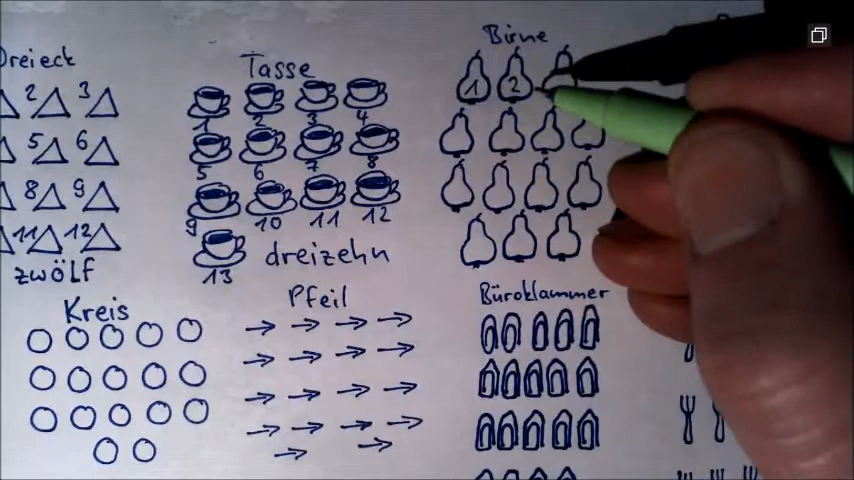 Dreieck
2 3
5 6
8 9
11 12
zwölf
Tasse
1 2 3 4
5 6 7 8
9 10 11 12
13 dreizehn
Birne
1 2
Kreis
Pfeil
Büroklammer